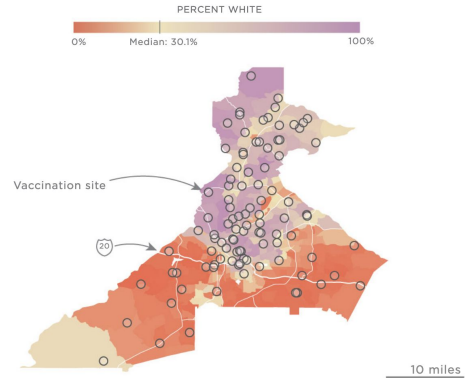 PERCENT WHITE
0% Median: 30.1% 100%
Vaccination site
20
10 miles